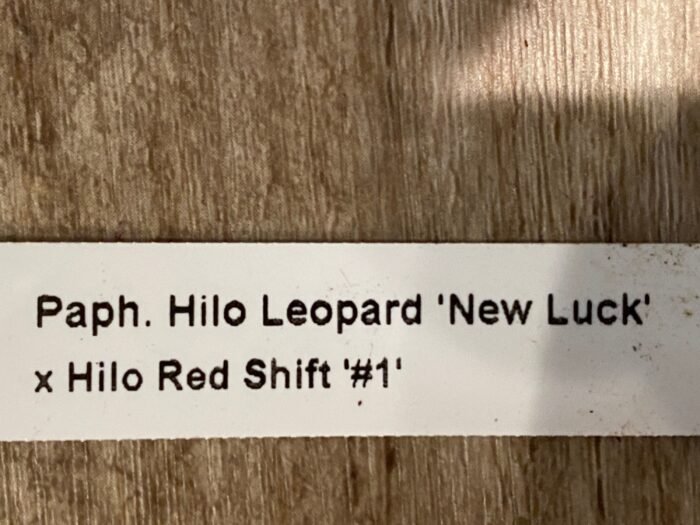 Paph. Hilo Leopard 'New Luck'
x Hilo Red Shift '#1'